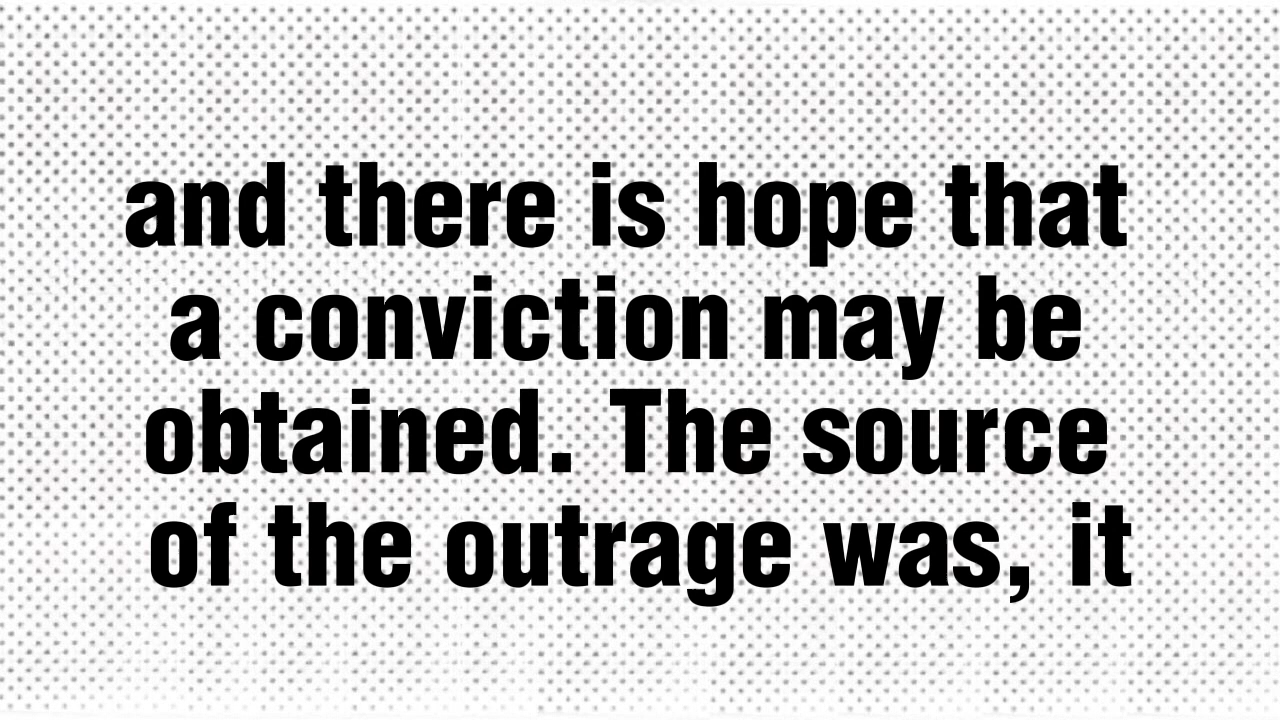 and there is hope that
a conviction may be
obtained. The source
of the outrage was, it